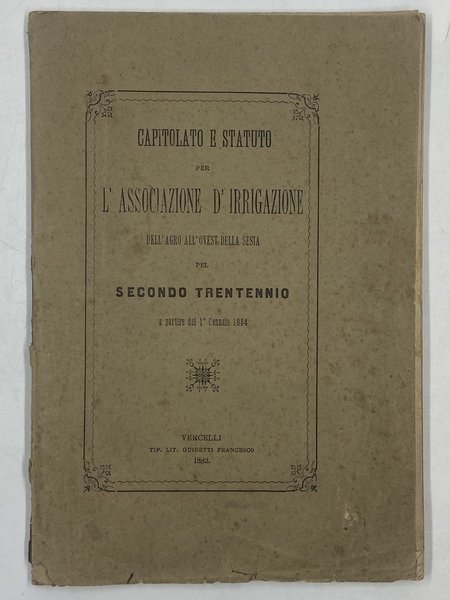 CAPITOLATO E STATUTO
PER
L' ASSOCIAZIONE D' IRRIGAZIONE
DELL'AGRO ALL'OVEST DELLA SESIA
PEL
SECONDO TRENTENNIO
a partire dal 1° Gennaio 1884
VERCELLI
TIP. LIT. GUIDETTI FRANCESCO
1882.